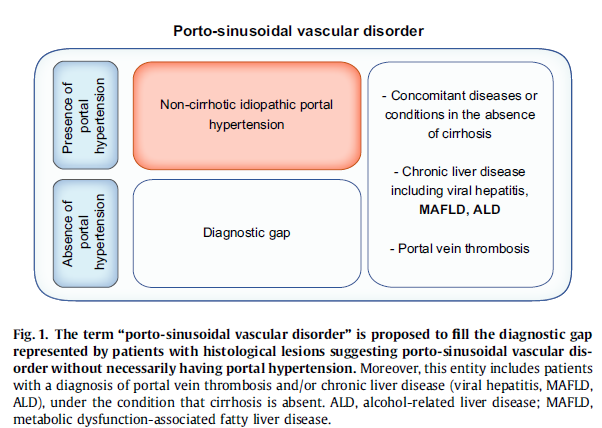 Porto-sinusoidal vascular disorder
Presence of
portal
hypertension
Non-cirrhotic idiopathic portal
hypertension
Absence of
portal
hypertension
Diagnostic gap
- Concomitant diseases or
conditions in the absence
of cirrhosis
- Chronic liver disease
including viral hepatitis,
MAFLD, ALD
- Portal vein thrombosis
Fig. 1. The term “porto-sinusoidal vascular disorder” is proposed to fill the diagnostic gap
represented by patients with histological lesions suggesting porto-sinusoidal vascular dis-
order without necessarily having portal hypertension. Moreover, this entity includes patients
with a diagnosis of portal vein thrombosis and/or chronic liver disease (viral hepatitis, MAFLD,
ALD), under the condition that cirrhosis is absent. ALD, alcohol-related liver disease; MAFLD,
metabolic dysfunction-associated fatty liver disease.